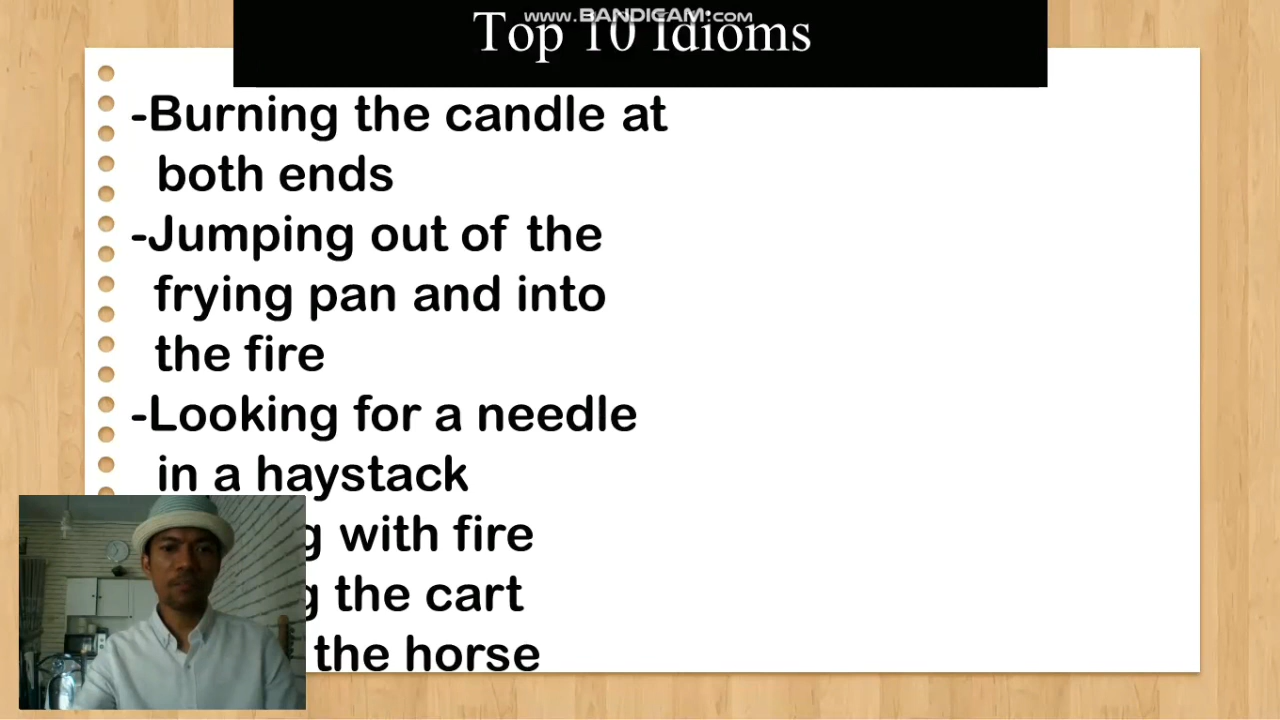 www.BANDICAM.com
Top 10 Idioms
-Burning the candle at
both ends
-Jumping out of the
frying pan and into
the fire
-Looking for a needle
in a haystack
with fire
the cart
the horse